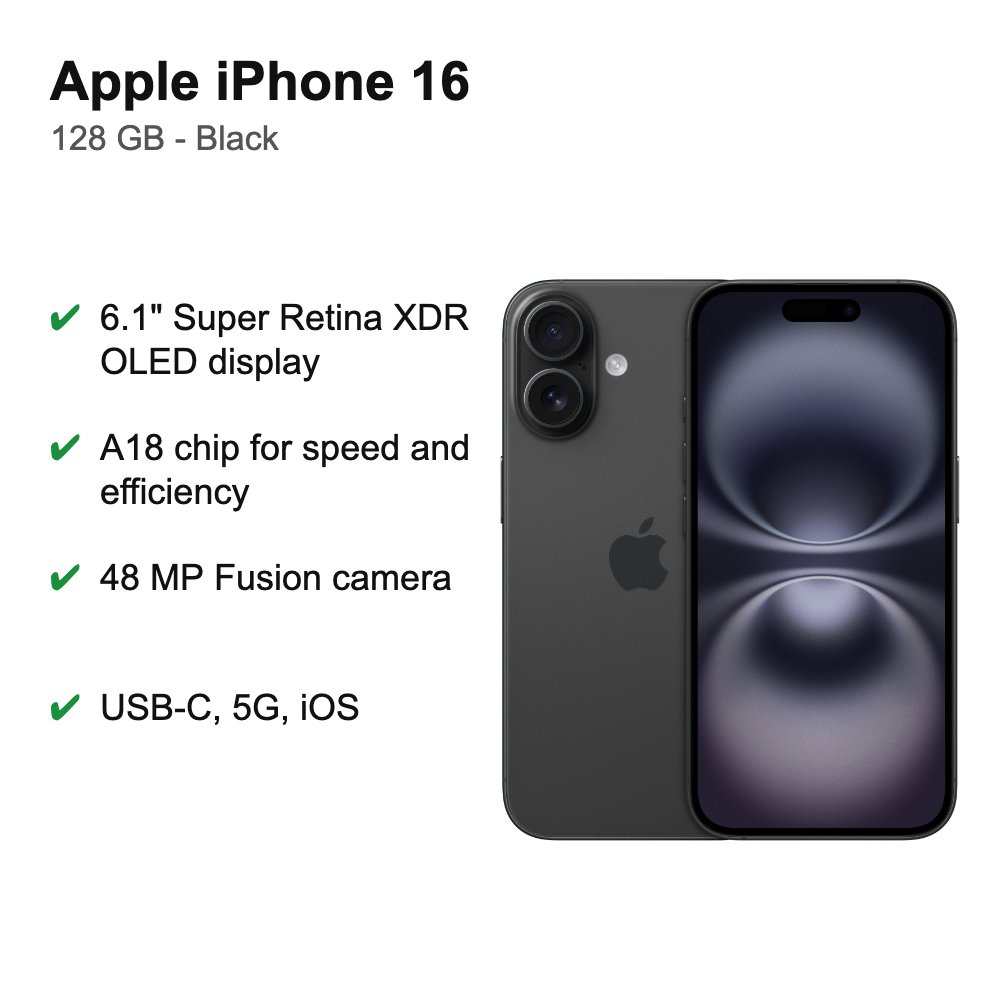 Apple iPhone 16
128 GB - Black
✔ 6.1" Super Retina XDR
OLED display
✔ A18 chip for speed and
efficiency
✔ 48 MP Fusion camera
✔ USB-C, 5G, iOS